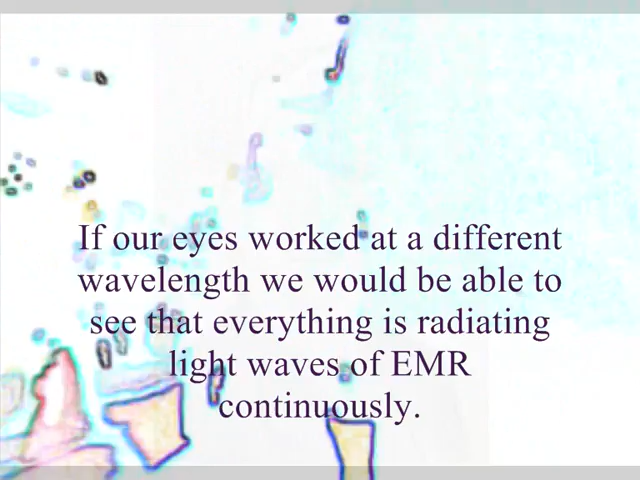 If our eyes worked at a different
wavelength we would be able to
see that everything is radiating
light waves of EMR
continuously.